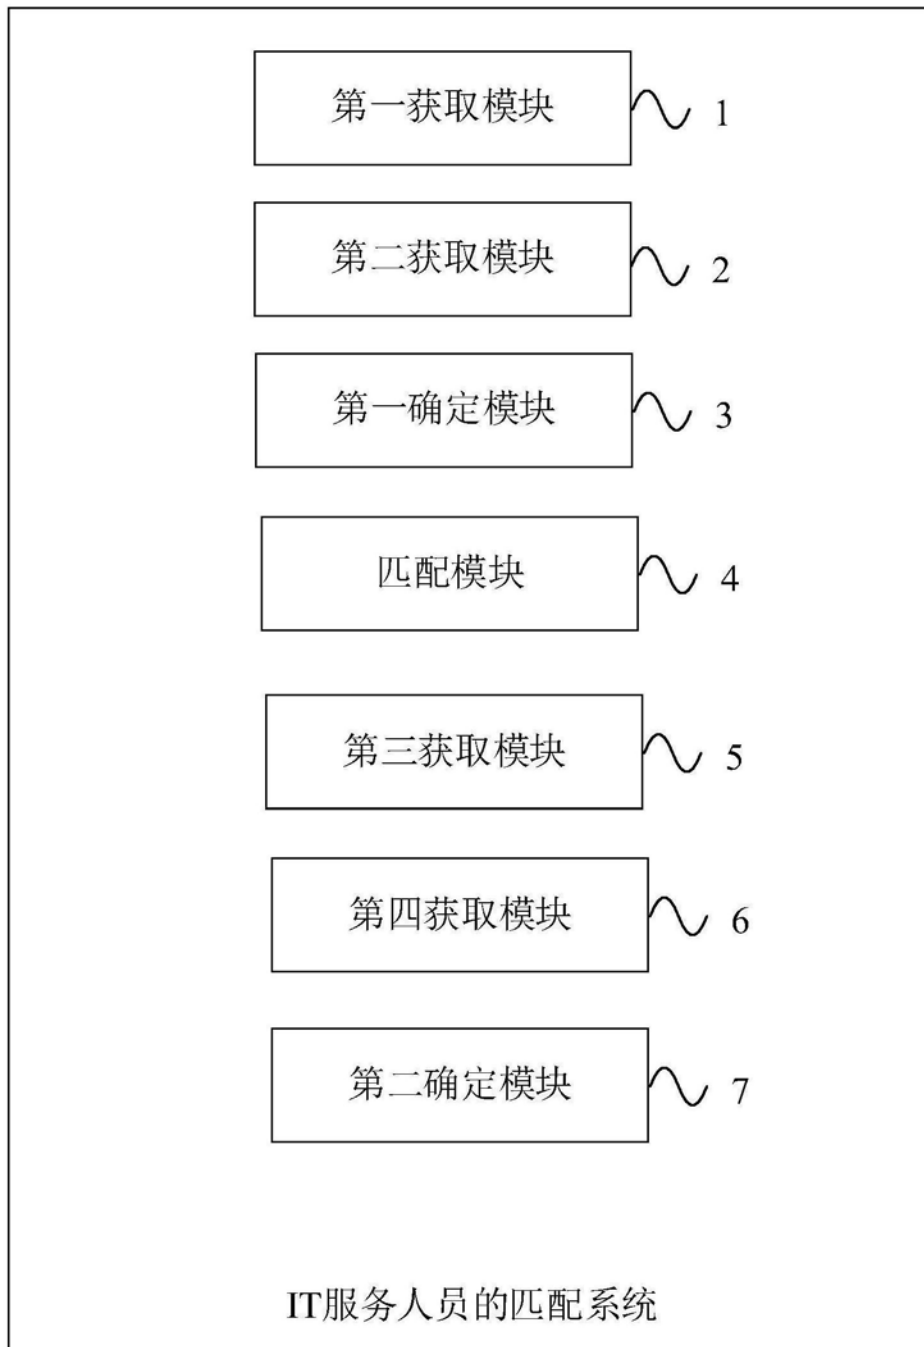 第一获取模块 1
第二获取模块 2
第一确定模块 3
匹配模块 4
第三获取模块 5
第四获取模块 6
第二确定模块 7
IT服务人员的匹配系统